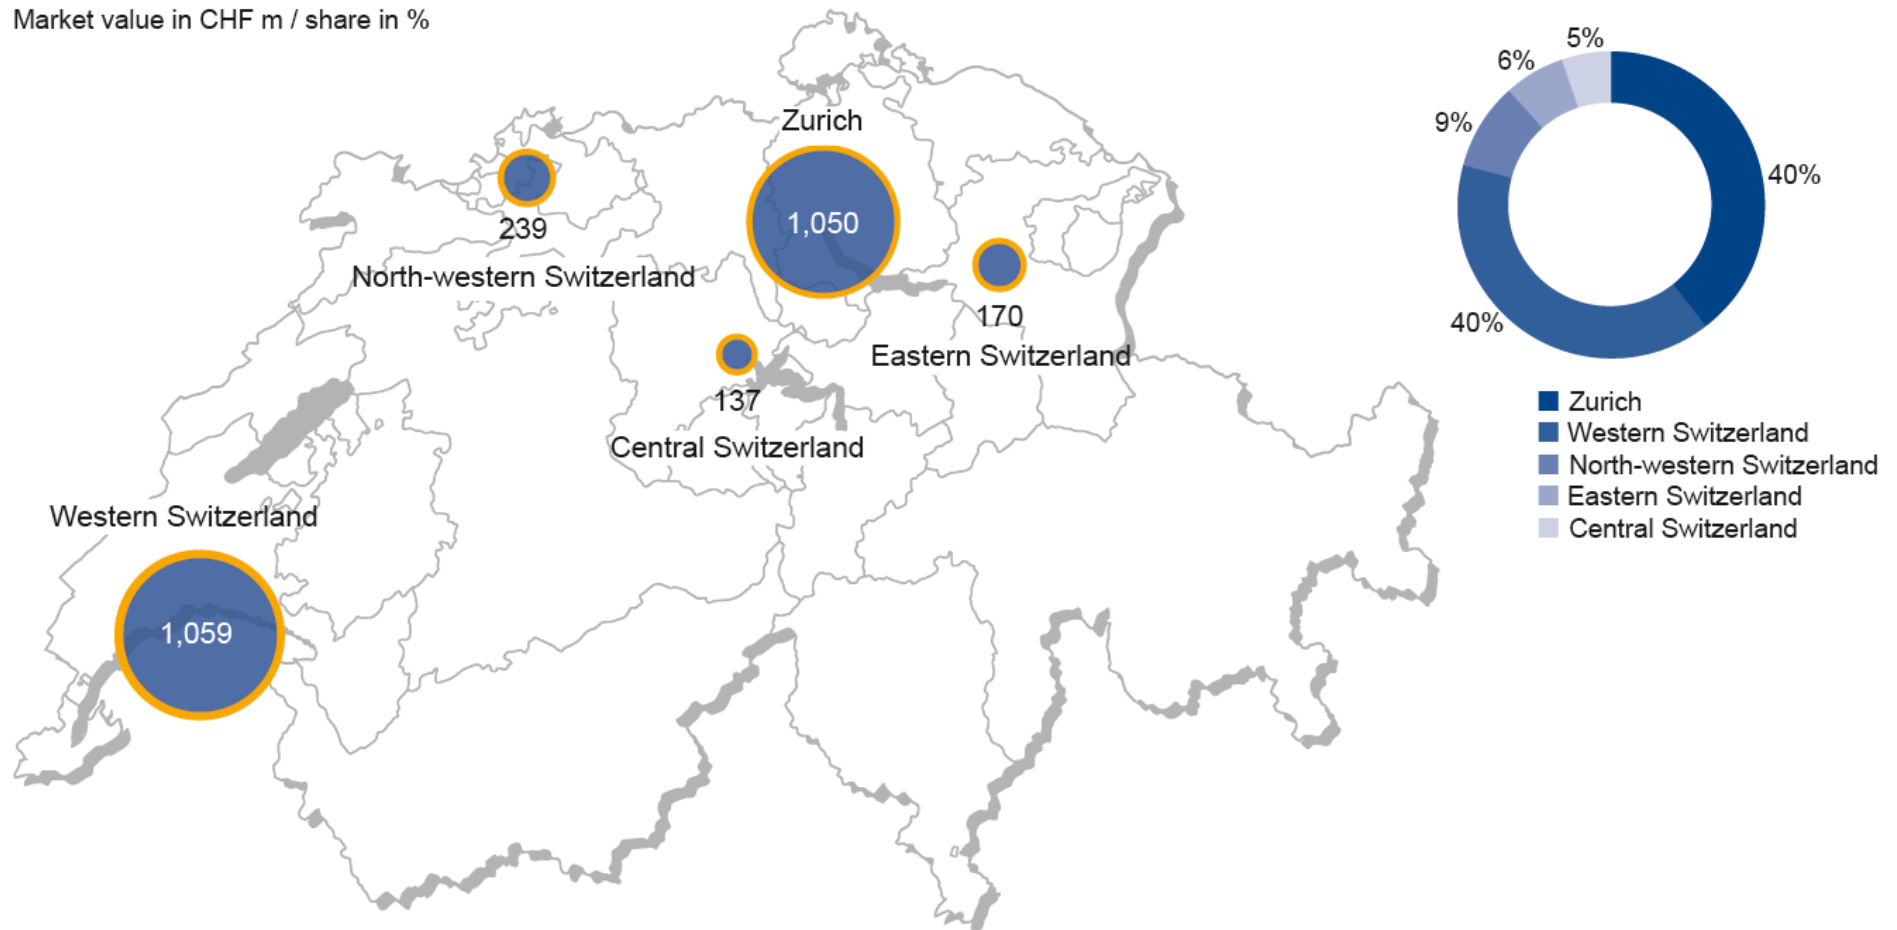 Market value in CHF m / share in %
Zurich
1,050
239
North-western Switzerland
170
Eastern Switzerland
137
Central Switzerland
Western Switzerland
1,059
5%
6%
9%
40%
40%
Zurich
Western Switzerland
North-western Switzerland
Eastern Switzerland
Central Switzerland